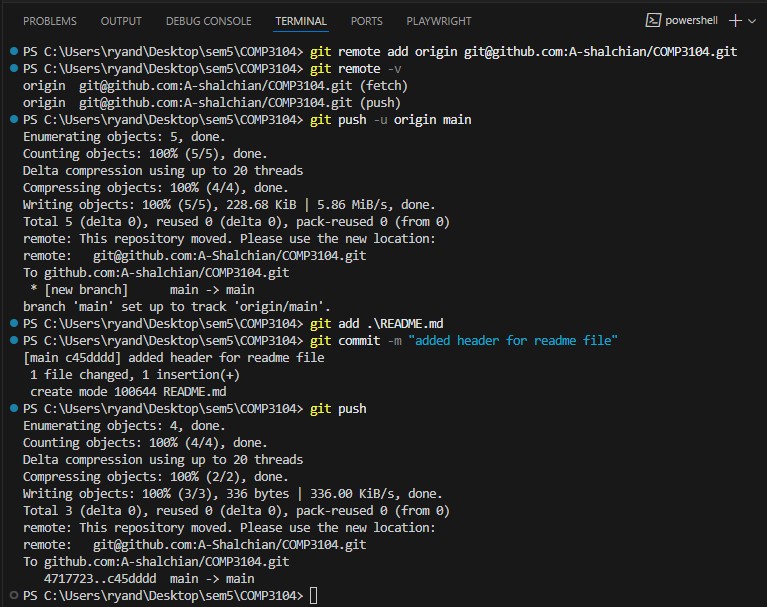 PROBLEMS OUTPUT DEBUG CONSOLE TERMINAL PORTS PLAYWRIGHT powershell
PS C:\Users\ryand\Desktop\sem5\COMP3104> git remote add origin git@github.com:A-shalchian/COMP3104.git
PS C:\Users\ryand\Desktop\sem5\COMP3104> git remote -v
origin  git@github.com:A-shalchian/COMP3104.git (fetch)
origin  git@github.com:A-shalchian/COMP3104.git (push)
PS C:\Users\ryand\Desktop\sem5\COMP3104> git push -u origin main
Enumerating objects: 5, done.
Counting objects: 100% (5/5), done.
Delta compression using up to 20 threads
Compressing objects: 100% (4/4), done.
Writing objects: 100% (5/5), 228.68 KiB | 5.86 MiB/s, done.
Total 5 (delta 0), reused 0 (delta 0), pack-reused 0 (from 0)
remote: This repository moved. Please use the new location:
remote:   git@github.com:A-Shalchian/COMP3104.git
To github.com:A-shalchian/COMP3104.git
 * [new branch]      main -> main
branch 'main' set up to track 'origin/main'.
PS C:\Users\ryand\Desktop\sem5\COMP3104> git add .\README.md
PS C:\Users\ryand\Desktop\sem5\COMP3104> git commit -m "added header for readme file"
[main c45dddd] added header for readme file
 1 file changed, 1 insertion(+)
 create mode 100644 README.md
PS C:\Users\ryand\Desktop\sem5\COMP3104> git push
Enumerating objects: 4, done.
Counting objects: 100% (4/4), done.
Delta compression using up to 20 threads
Compressing objects: 100% (2/2), done.
Writing objects: 100% (3/3), 336 bytes | 336.00 KiB/s, done.
Total 3 (delta 0), reused 0 (delta 0), pack-reused 0 (from 0)
remote: This repository moved. Please use the new location:
remote:   git@github.com:A-Shalchian/COMP3104.git
To github.com:A-shalchian/COMP3104.git
   4717723..c45dddd  main -> main
PS C:\Users\ryand\Desktop\sem5\COMP3104>